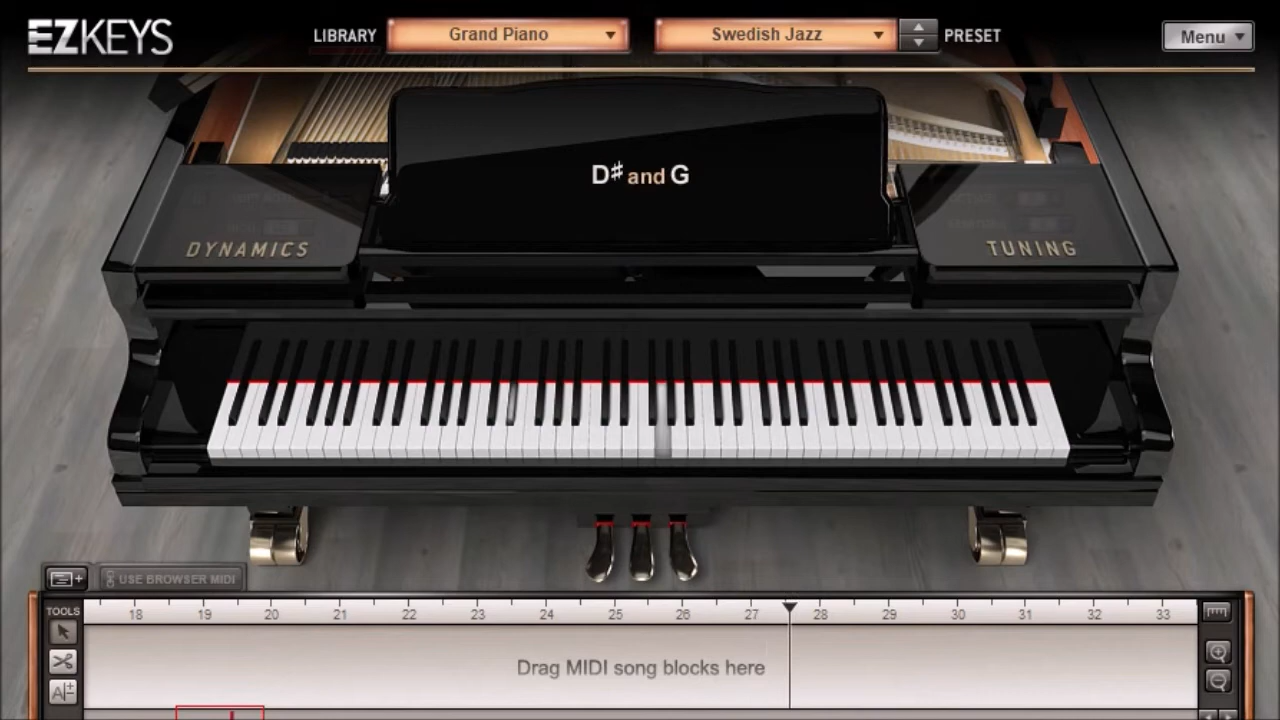 EZKEYS
LIBRARY
Grand Piano
Swedish Jazz
PRESET
Menu
D♯ and G
DYNAMICS
TUNING
USE BROWSER MIDI
TOOLS
18 19 20 21 22 23 24 25 26 27 28 29 30 31 32 33
Drag MIDI song blocks here
A